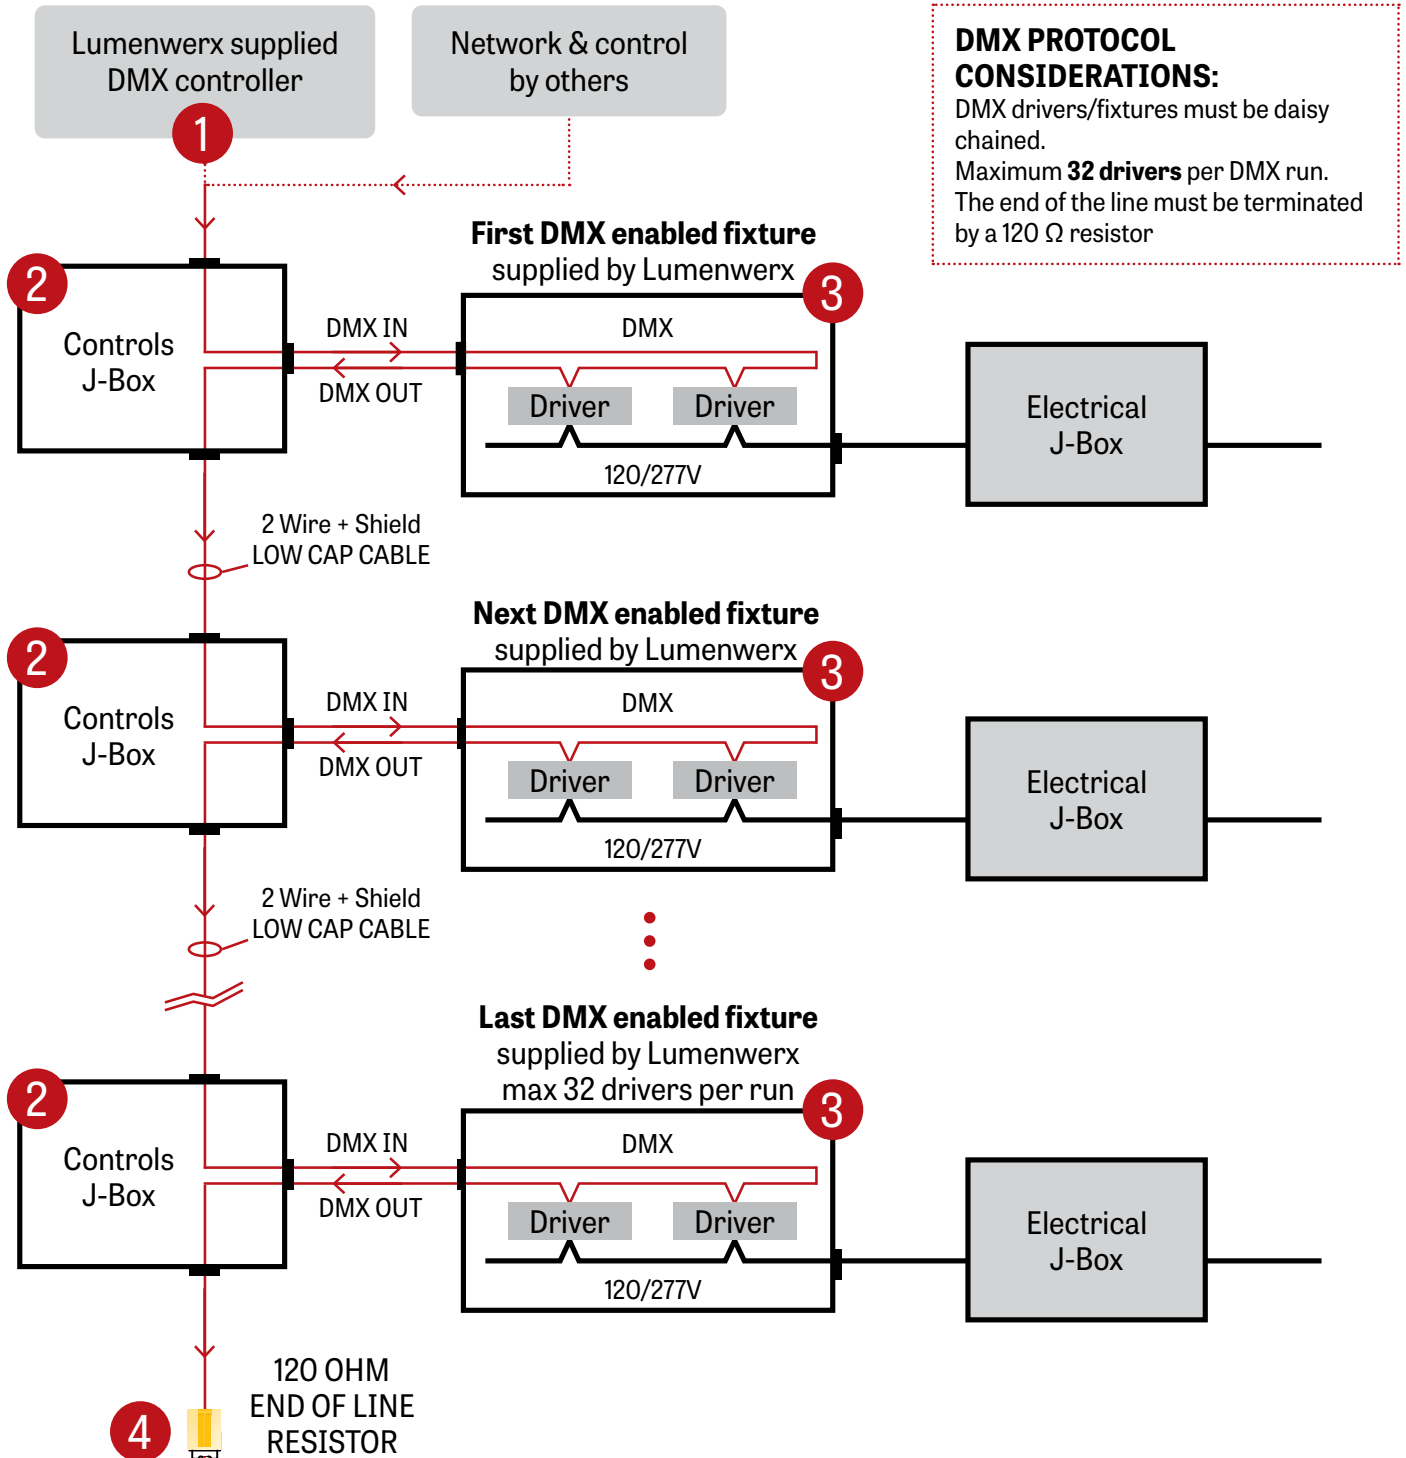 Lumenwerx supplied
DMX controller
1
Network & control
by others
DMX PROTOCOL
CONSIDERATIONS:
DMX drivers/fixtures must be daisy
chained.
Maximum 32 drivers per DMX run.
The end of the line must be terminated
by a 120 Ω resistor
2
Controls
J-Box
DMX IN
DMX OUT
First DMX enabled fixture
supplied by Lumenwerx
3
DMX
Driver
Driver
120/277V
Electrical
J-Box
2 Wire + Shield
LOW CAP CABLE
2
Controls
J-Box
DMX IN
DMX OUT
Next DMX enabled fixture
supplied by Lumenwerx
3
DMX
Driver
Driver
120/277V
Electrical
J-Box
2 Wire + Shield
LOW CAP CABLE
2
Controls
J-Box
DMX IN
DMX OUT
Last DMX enabled fixture
supplied by Lumenwerx
max 32 drivers per run
3
DMX
Driver
Driver
120/277V
Electrical
J-Box
4
120 OHM
END OF LINE
RESISTOR